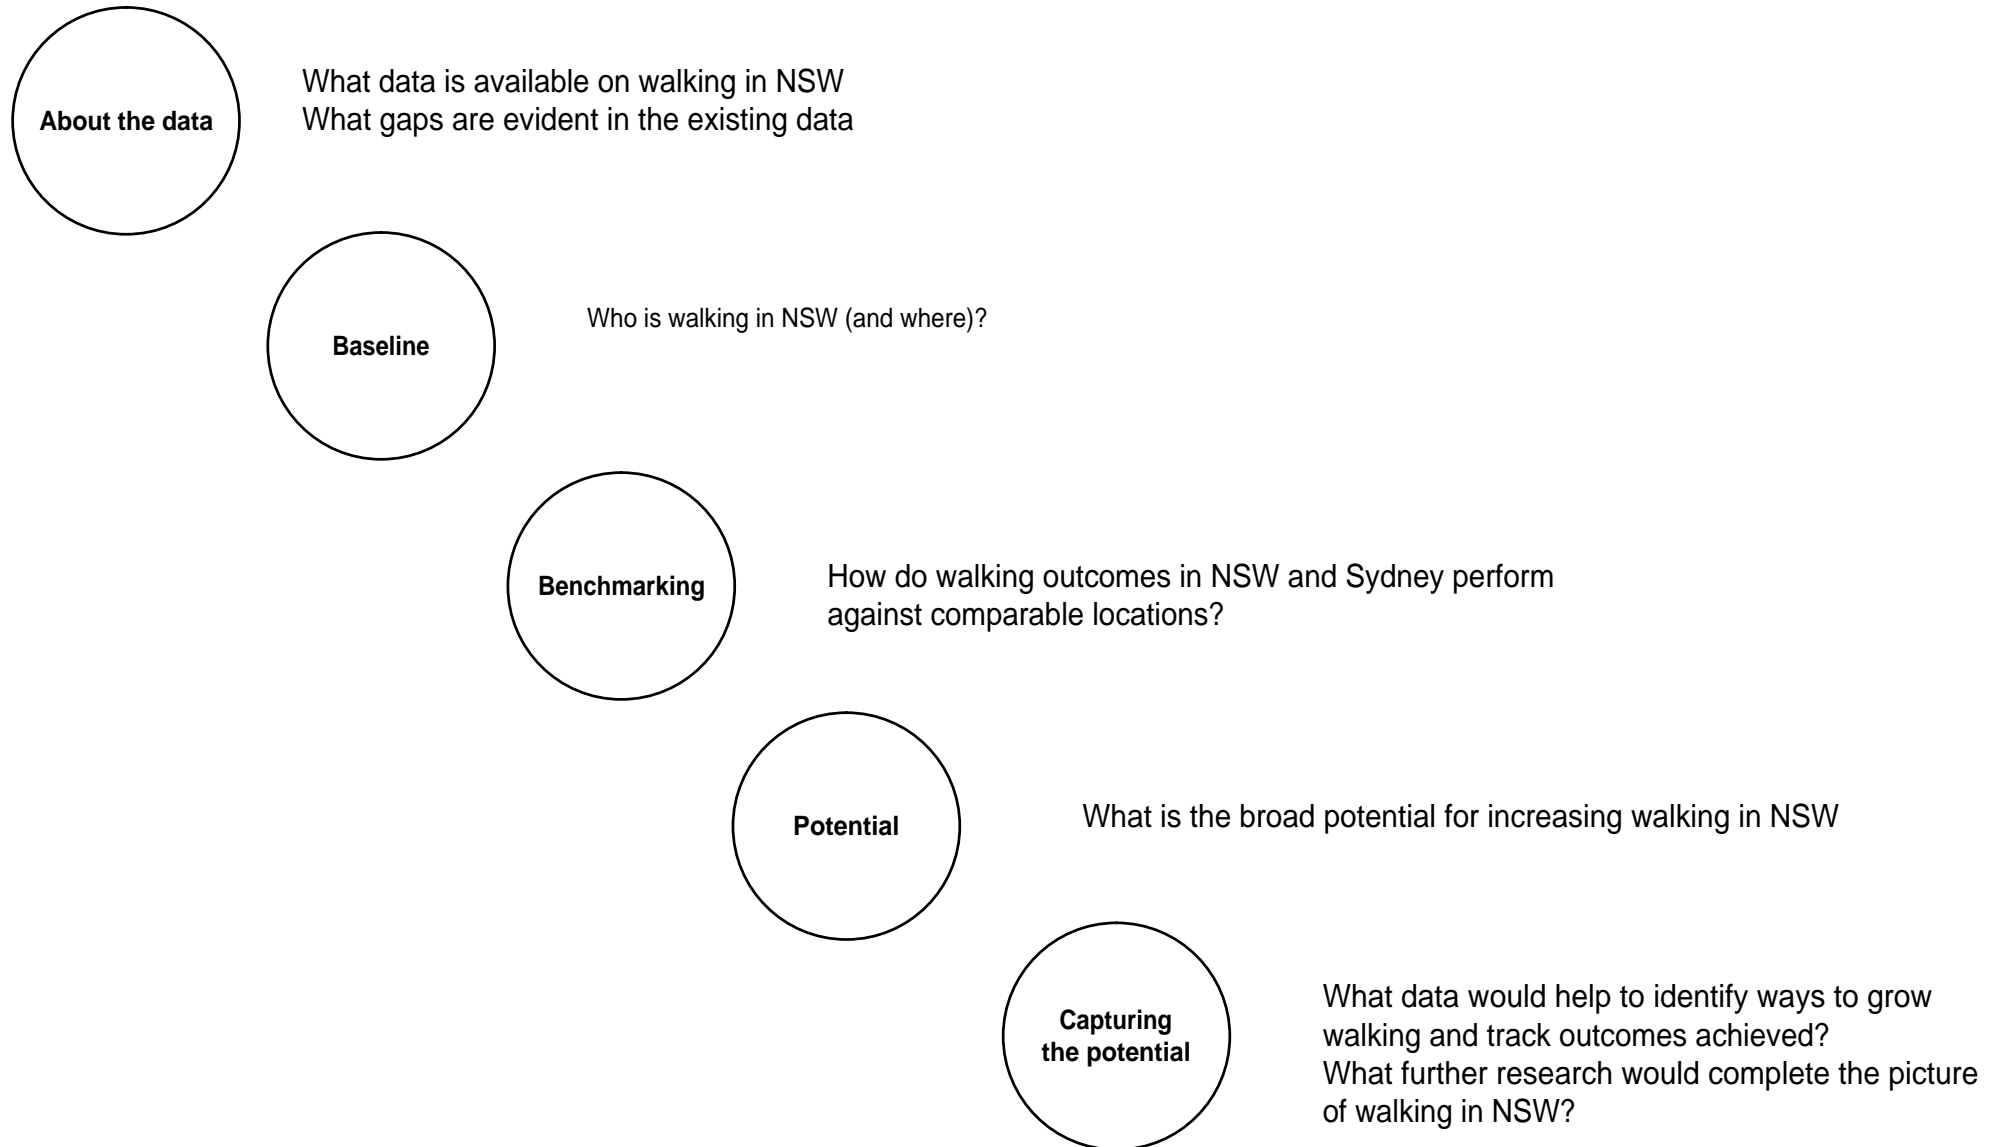 About the data
What data is available on walking in NSW
What gaps are evident in the existing data
Baseline
Who is walking in NSW (and where)?
Benchmarking
How do walking outcomes in NSW and Sydney perform
against comparable locations?
Potential
What is the broad potential for increasing walking in NSW
Capturing
the potential
What data would help to identify ways to grow
walking and track outcomes achieved?
What further research would complete the picture
of walking in NSW?